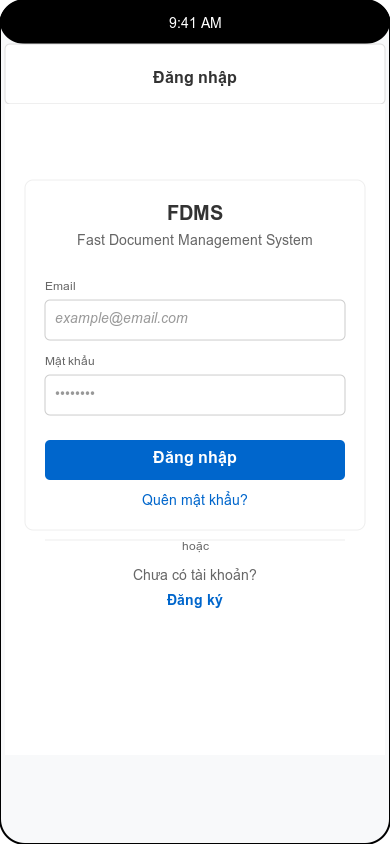 9:41 AM
Đăng nhập
FDMS
Fast Document Management System
Email
example@email.com
Mật khẩu
••••••••
Đăng nhập
Quên mật khẩu?
hoặc
Chưa có tài khoản?
Đăng ký